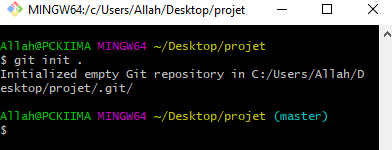 MINGW64:/c/Users/Allah/Desktop/projet
Allah@PCKIIMA MINGW64 ~/Desktop/projet
$ git init .
Initialized empty Git repository in C:/Users/Allah/D
esktop/projet/.git/
Allah@PCKIIMA MINGW64 ~/Desktop/projet (master)
$